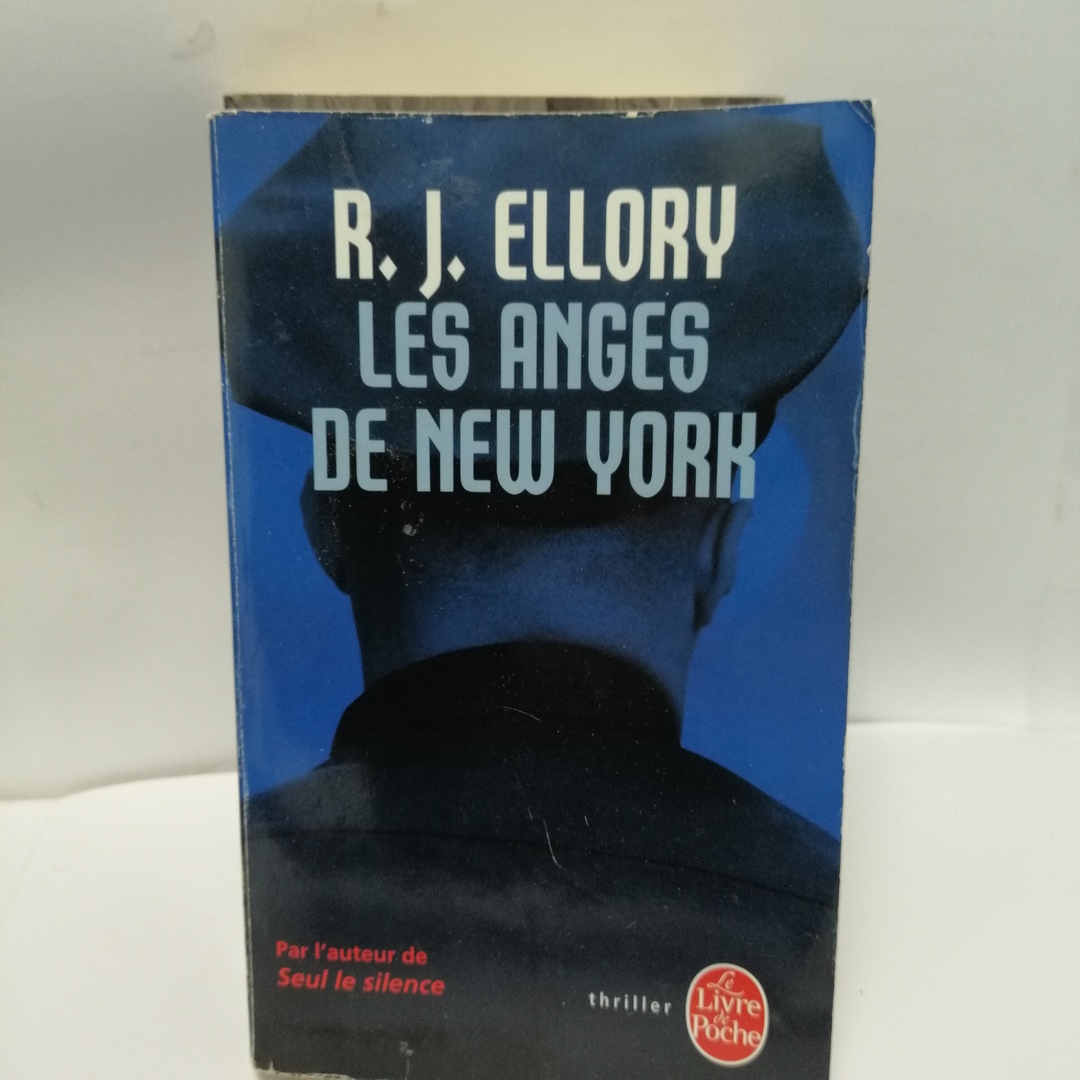 R. J. ELLORY
LES ANGES
DE NEW YORK
Par l'auteur de
Seul le silence
thriller
Le
Livre
de
Poche